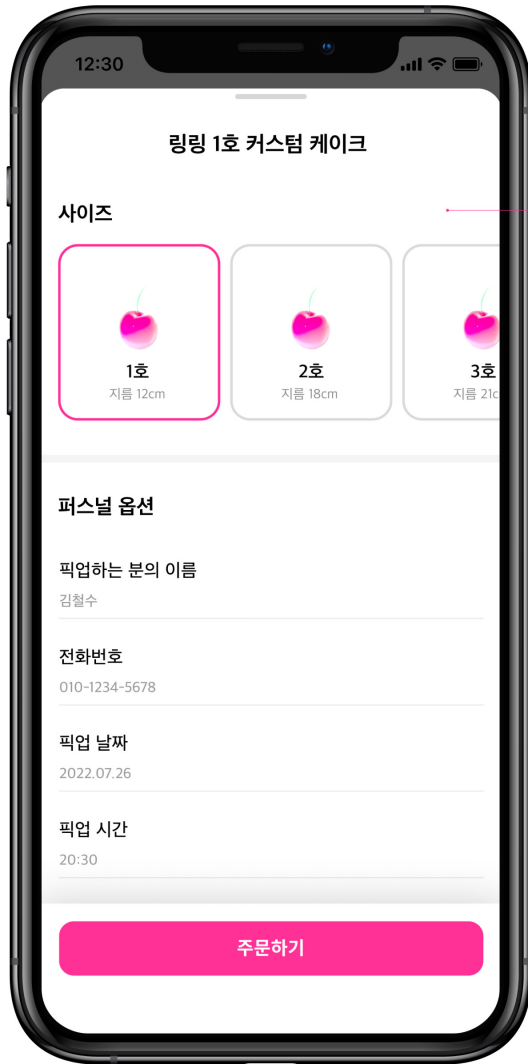 12:30
링링 1호 커스텀 케이크
사이즈
1호
지름 12cm
2호
지름 18cm
3호
지름 21c
퍼스널 옵션
픽업하는 분의 이름
김철수
전화번호
010-1234-5678
픽업 날짜
2022.07.26
픽업 시간
20:30
주문하기